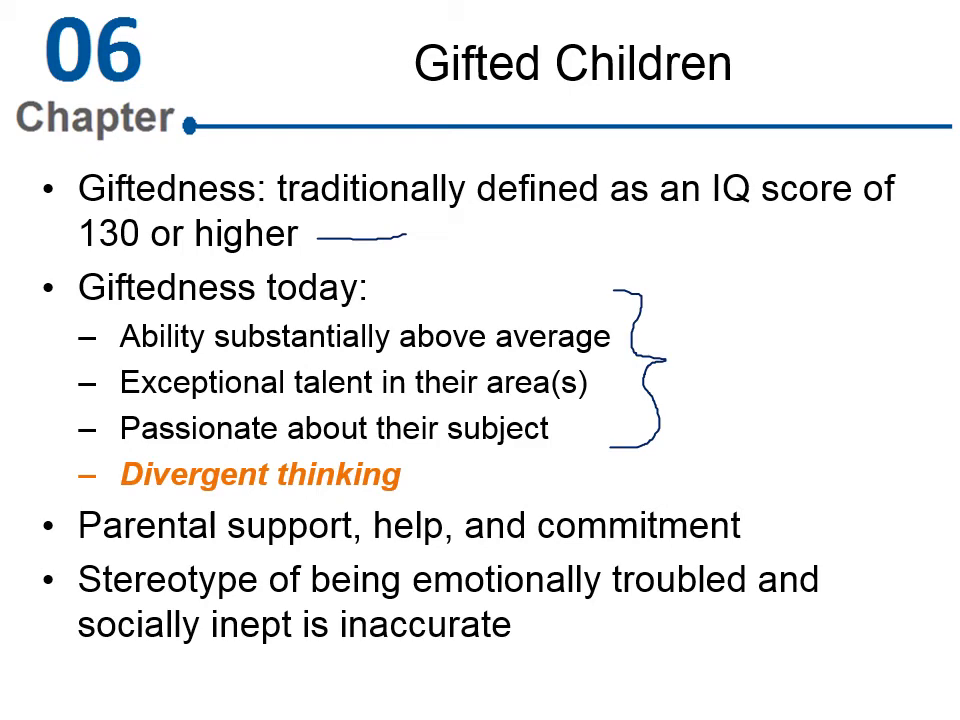 06
Chapter
Gifted Children
• Giftedness: traditionally defined as an IQ score of
130 or higher
• Giftedness today:
– Ability substantially above average
– Exceptional talent in their area(s)
– Passionate about their subject
– Divergent thinking
• Parental support, help, and commitment
• Stereotype of being emotionally troubled and
socially inept is inaccurate